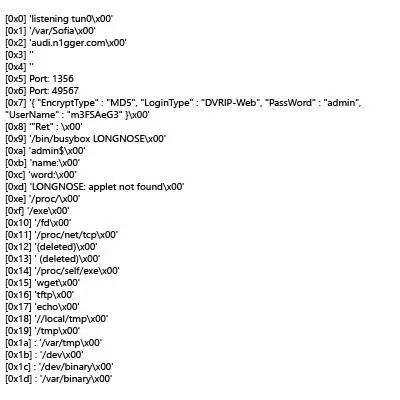 [0x0] 'listening tun0\x00'
[0x1] '/var/Sofia\x00'
[0x2] 'audi.n1gger.com\x00'
[0x3] ''
[0x4] ''
[0x5] Port: 1356
[0x6] Port: 49567
[0x7] '{ "EncryptType" : "MD5", "LoginType" : "DVRIP-Web", "PassWord" : "admin",
"UserName" : "m3FSAeG3" }\x00'
[0x8] '"Ret" : \x00'
[0x9] '/bin/busybox LONGNOSE\x00'
[0xa] 'admin$\x00'
[0xb] 'name:\x00'
[0xc] 'word:\x00'
[0xd] 'LONGNOSE: applet not found\x00'
[0xe] '/proc/\x00'
[0xf] '/exe\x00'
[0x10] '/fd\x00'
[0x11] '/proc/net/tcp\x00'
[0x12] '(deleted)\x00'
[0x13] ' (deleted)\x00'
[0x14] '/proc/self/exe\x00'
[0x15] 'wget\x00'
[0x16] 'tftp\x00'
[0x17] 'echo\x00'
[0x18] '//local/tmp\x00'
[0x19] '/tmp\x00'
[0x1a] : '/var/tmp\x00'
[0x1b] : '/dev\x00'
[0x1c] : '/dev/binary\x00'
[0x1d] : '/var/binary\x00'